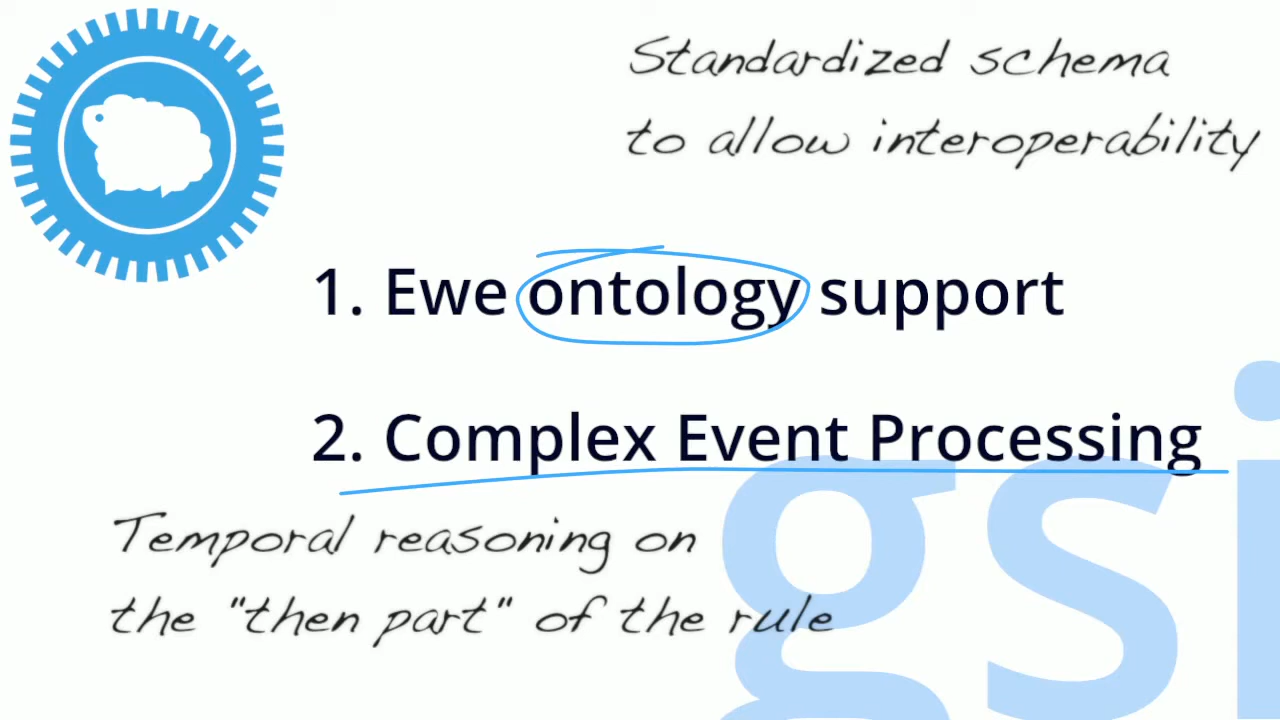 Standardized schema
to allow interoperability
1. Ewe ontology support
2. Complex Event Processing
Temporal reasoning on
the "then part" of the rule
gsi